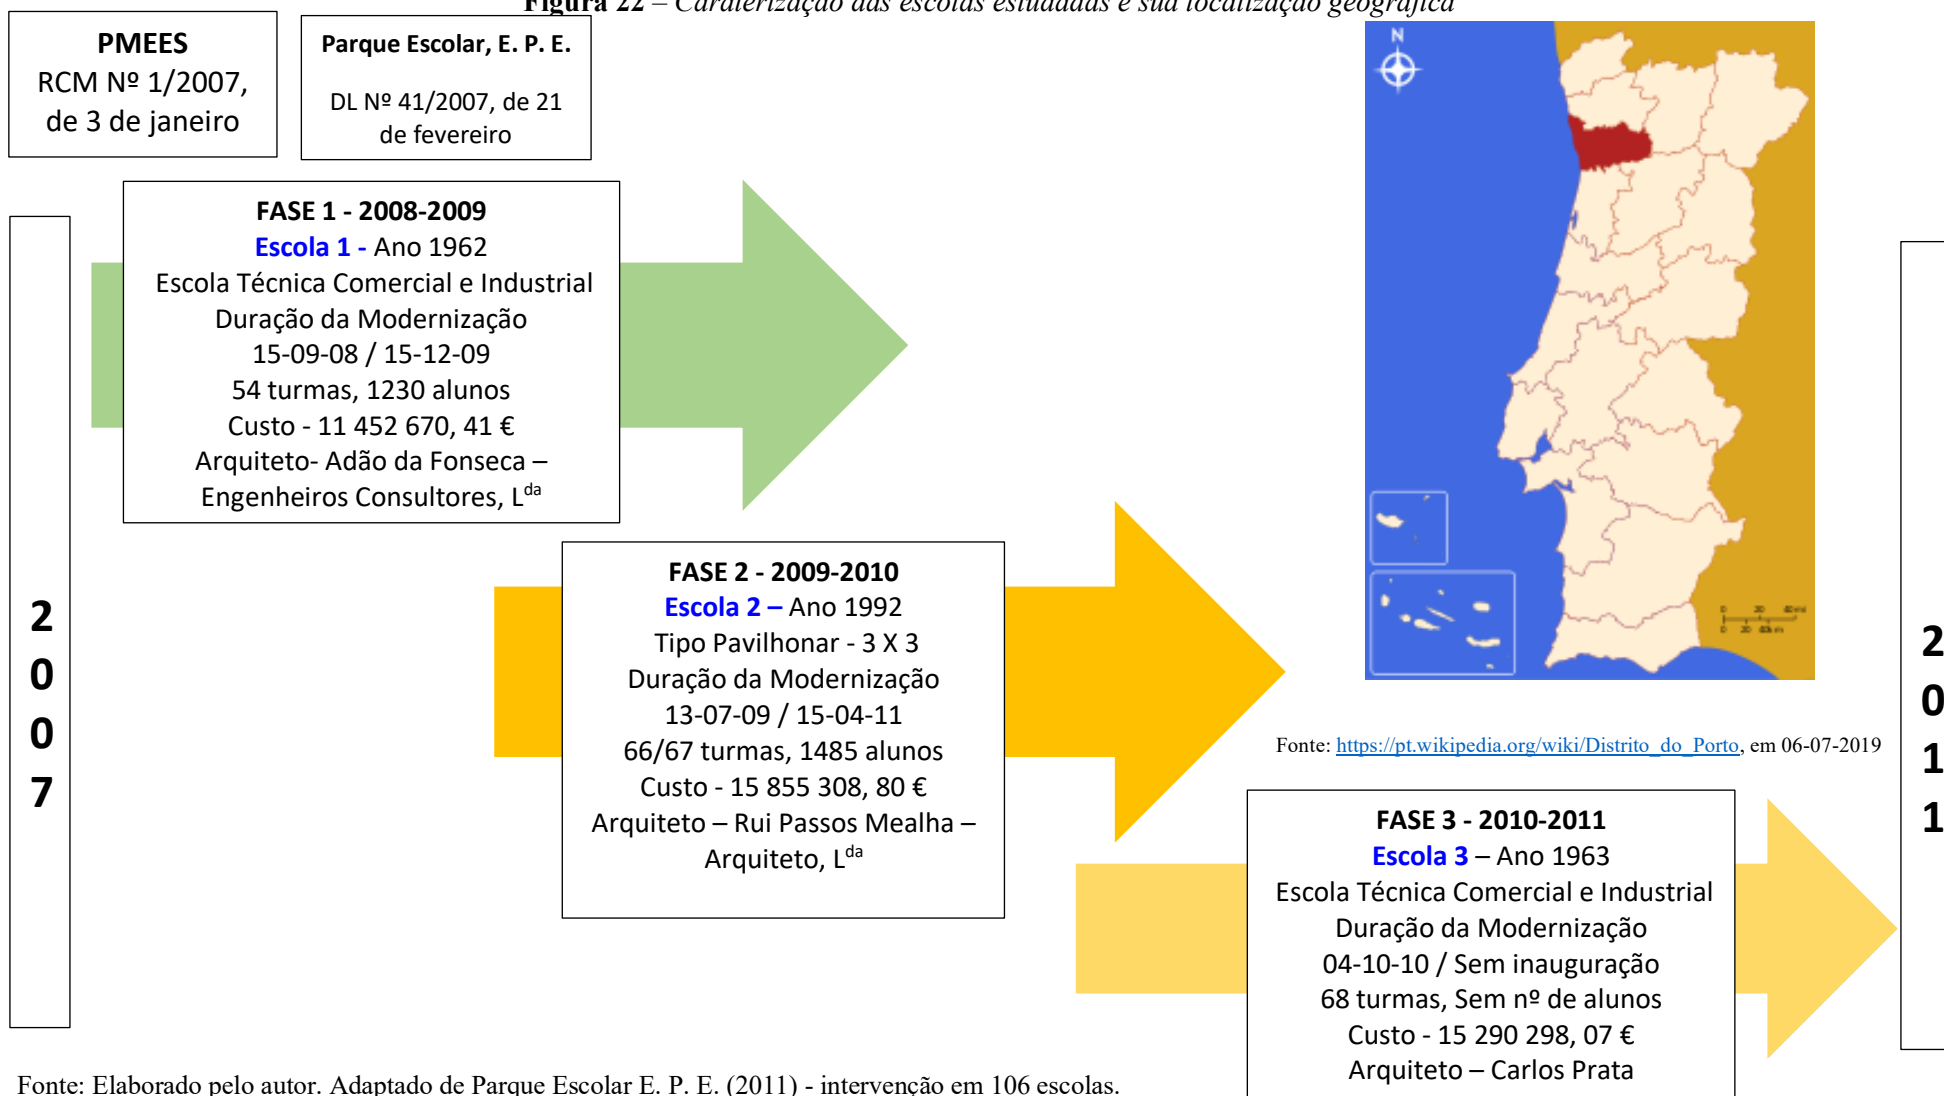 Figura 22 – Caraterização das escolas estudadas e sua localização geográfica
PMEES
RCM Nº 1/2007,
de 3 de janeiro
Parque Escolar, E. P. E.
DL Nº 41/2007, de 21
de fevereiro
N
FASE 1 - 2008-2009
Escola 1 - Ano 1962
Escola Técnica Comercial e Industrial
Duração da Modernização
15-09-08 / 15-12-09
54 turmas, 1230 alunos
Custo - 11 452 670, 41 €
Arquiteto- Adão da Fonseca –
Engenheiros Consultores, Lda
2
0
0
7
FASE 2 - 2009-2010
Escola 2 – Ano 1992
Tipo Pavilhonar - 3 X 3
Duração da Modernização
13-07-09 / 15-04-11
66/67 turmas, 1485 alunos
Custo - 15 855 308, 80 €
Arquiteto – Rui Passos Mealha –
Arquiteto, Lda
0 20 40mi
0 20 40km
Fonte: https://pt.wikipedia.org/wiki/Distrito_do_Porto, em 06-07-2019
2
0
1
1
FASE 3 - 2010-2011
Escola 3 – Ano 1963
Escola Técnica Comercial e Industrial
Duração da Modernização
04-10-10 / Sem inauguração
68 turmas, Sem nº de alunos
Custo - 15 290 298, 07 €
Arquiteto – Carlos Prata
Fonte: Elaborado pelo autor. Adaptado de Parque Escolar E. P. E. (2011) - intervenção em 106 escolas.